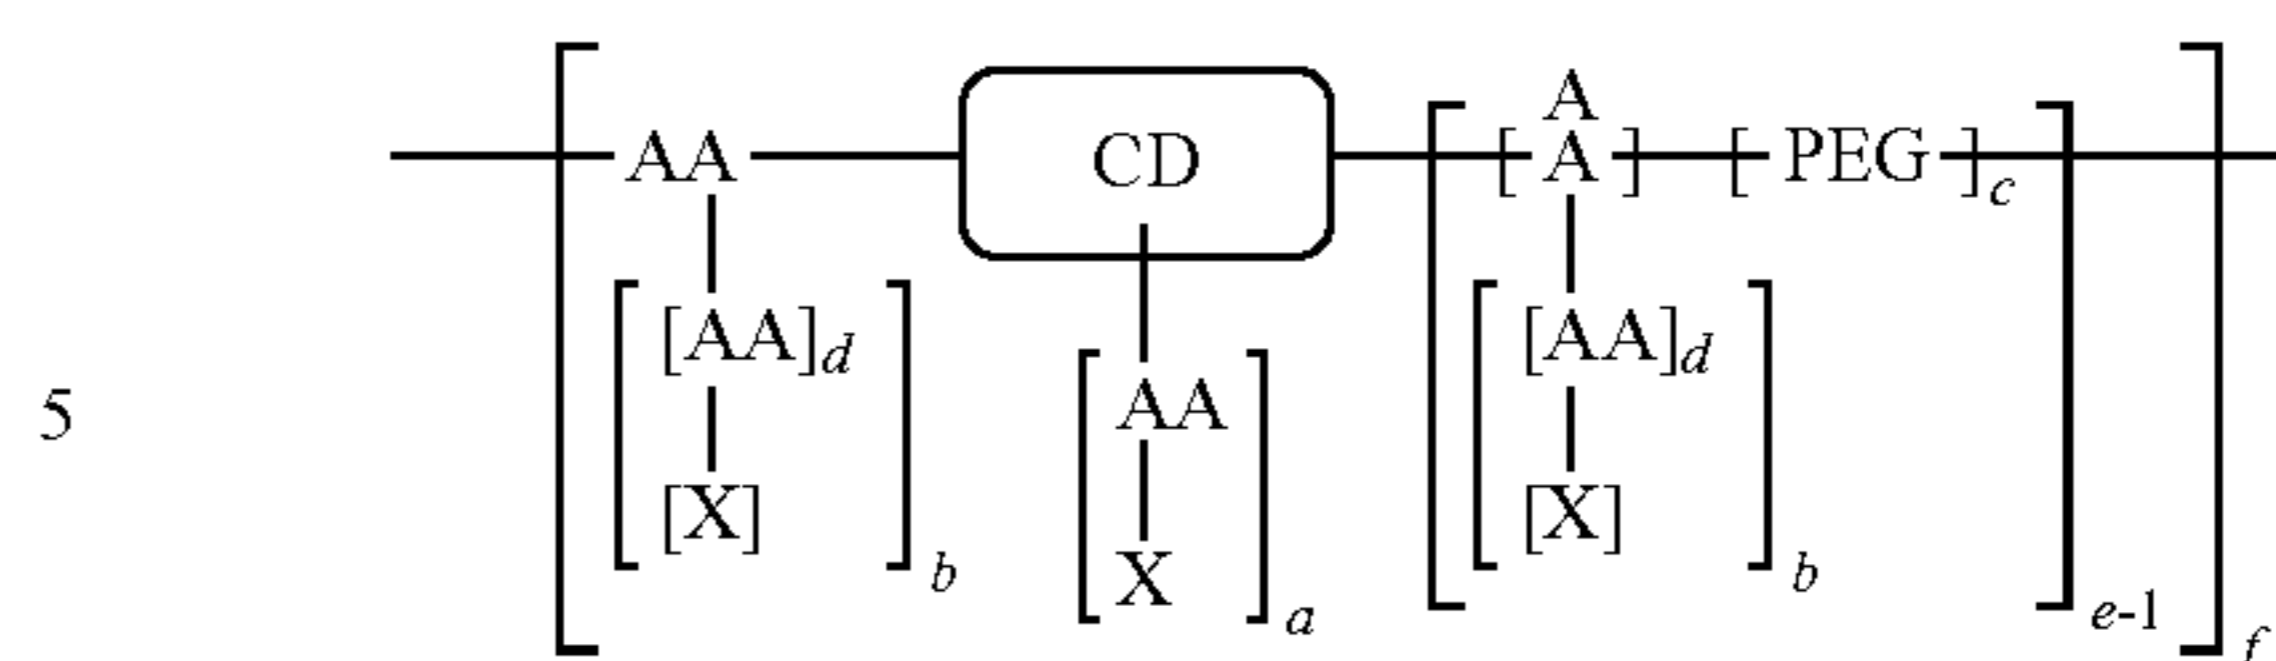 A
AA CD [ A ] [ PEG ]c
[AA]d [AA]d
5 AA
[X] [X]
b X a b e-1 f